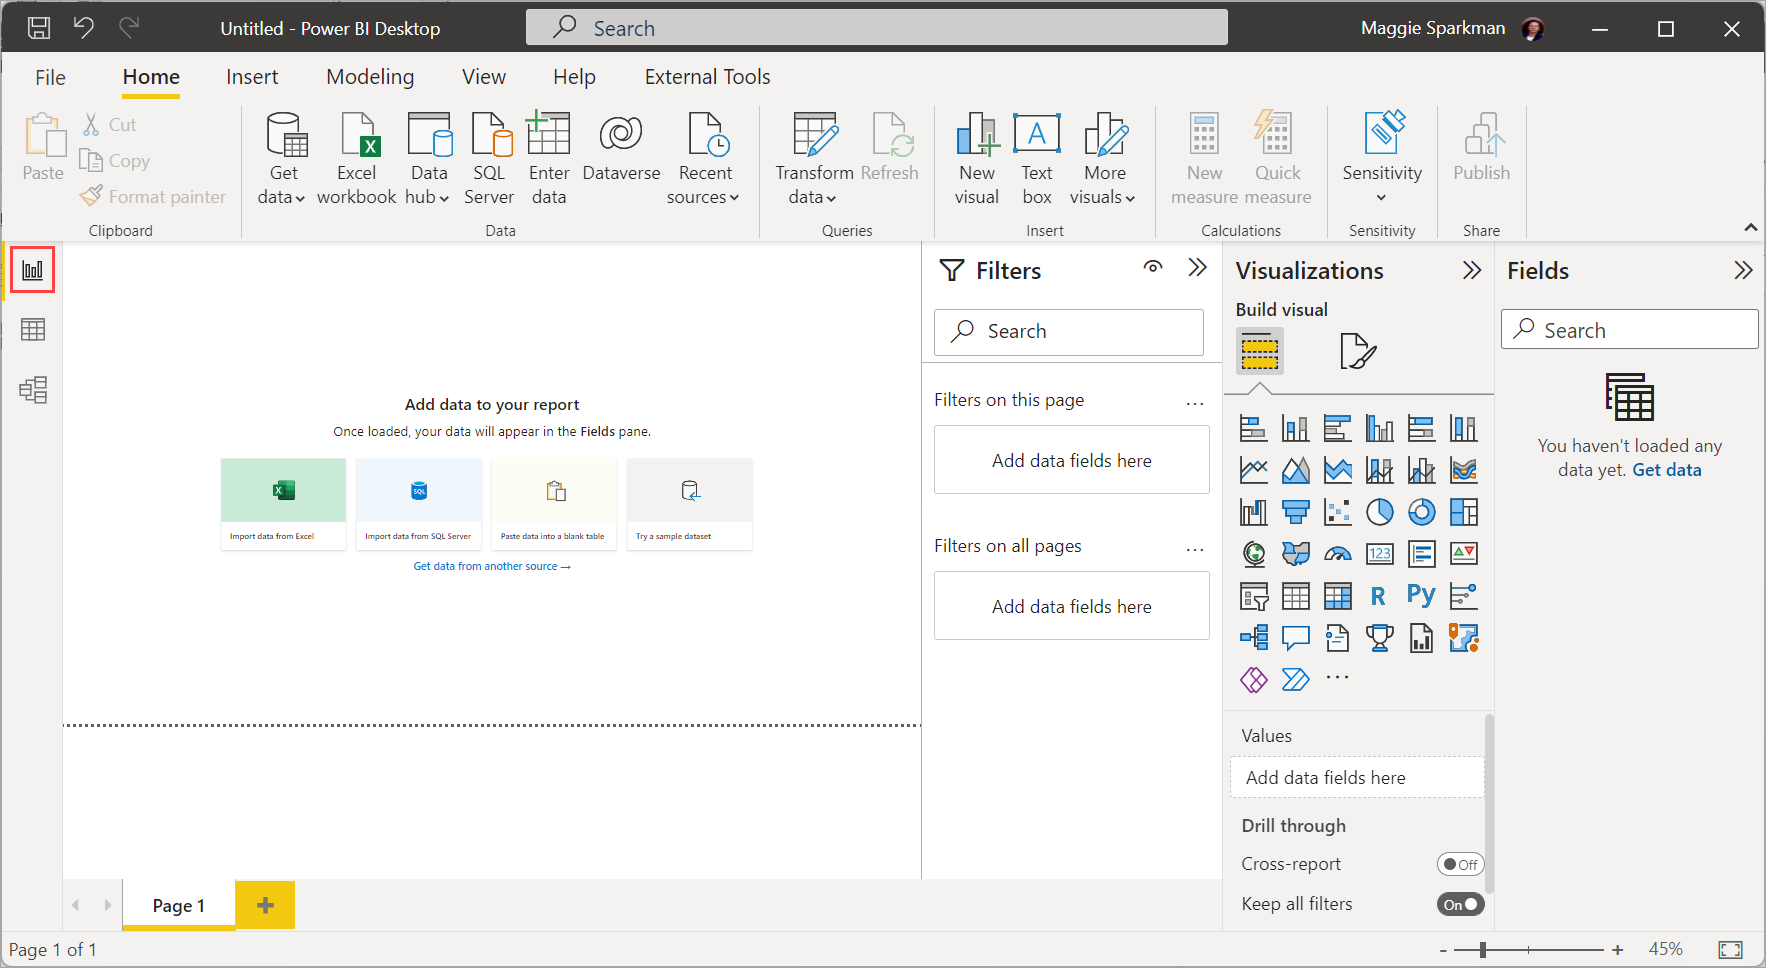 Untitled - Power BI Desktop
Search
Maggie Sparkman
File
Home
Insert
Modeling
View
Help
External Tools
Paste
Cut
Copy
Format painter
Clipboard
Get
data
Excel
workbook
Data
hub
SQL
Server
Enter
data
Dataverse
Recent
sources
Data
Transform
data
Refresh
Queries
New
visual
A
Text
box
More
visuals
Insert
New
measure
Quick
measure
Calculations
Sensitivity
Sensitivity
Publish
Share
Add data to your report
Once loaded, your data will appear in the Fields pane.
Import data from Excel
SQL
Import data from SQL Server
Paste data into a blank table
Try a sample dataset
Get data from another source →
Filters
Search
Filters on this page
...
Add data fields here
Filters on all pages
...
Add data fields here
Visualizations
Build visual
123
R
Py
...
Values
Add data fields here
Drill through
Cross-report
Off
Keep all filters
On
Fields
Search
You haven't loaded any
data yet. Get data
Page 1
+
Page 1 of 1
-
+
45%